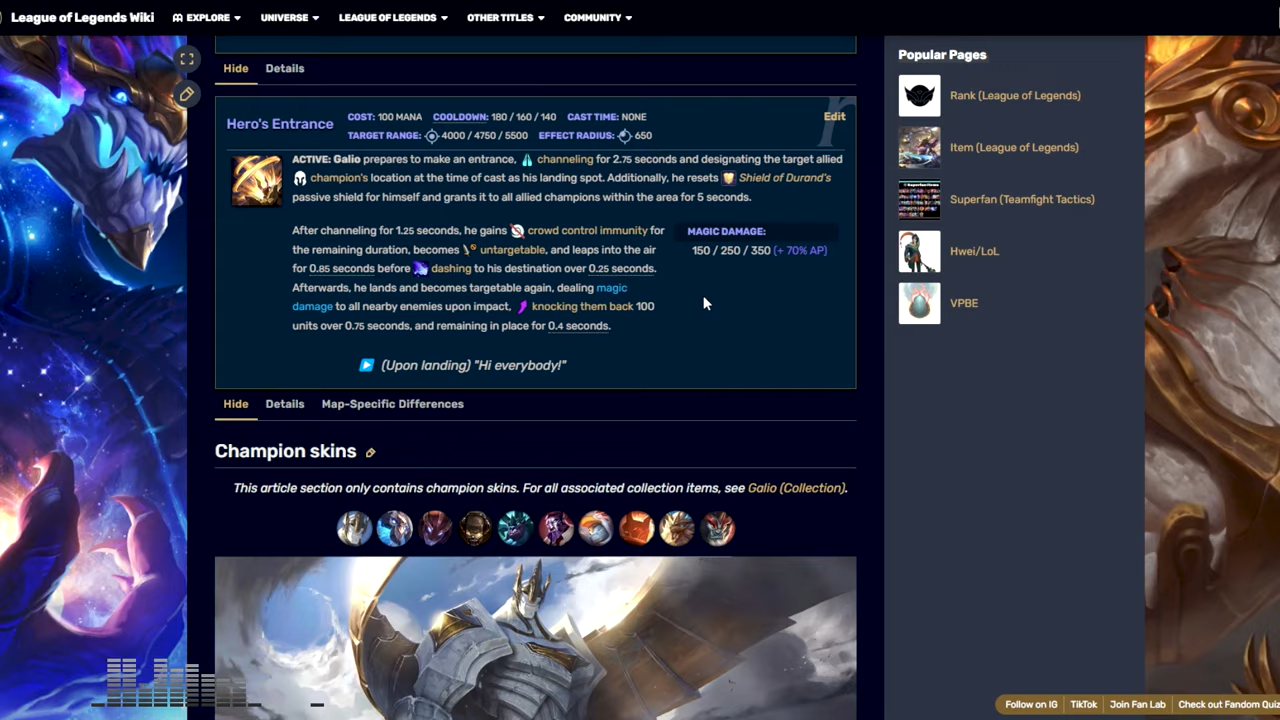 League of Legends Wiki EXPLORE UNIVERSE LEAGUE OF LEGENDS OTHER TITLES COMMUNITY
Hide Details
Hero's Entrance
COST: 100 MANA COOLDOWN: 180 / 160 / 140 CAST TIME: NONE
TARGET RANGE: 4000 / 4750 / 5500 EFFECT RADIUS: 650
Edit
ACTIVE: Galio prepares to make an entrance, channeling for 2.75 seconds and designating the target allied
champion's location at the time of cast as his landing spot. Additionally, he resets Shield of Durand's
passive shield for himself and grants it to all allied champions within the area for 5 seconds.
After channeling for 1.25 seconds, he gains crowd control immunity for
the remaining duration, becomes untargetable, and leaps into the air
for 0.85 seconds before dashing to his destination over 0.25 seconds.
Afterwards, he lands and becomes targetable again, dealing magic
damage to all nearby enemies upon impact, knocking them back 100
units over 0.75 seconds, and remaining in place for 0.4 seconds.
MAGIC DAMAGE:
150 / 250 / 350 (+ 70% AP)
(Upon landing) "Hi everybody!"
Hide Details Map-Specific Differences
Champion skins
This article section only contains champion skins. For all associated collection items, see Galio (Collection).
Popular Pages
Rank (League of Legends)
Item (League of Legends)
Superfan (Teamfight Tactics)
Hwei/LoL
VPBE
Follow on IG TikTok Join Fan Lab Check out Fandom Quiz